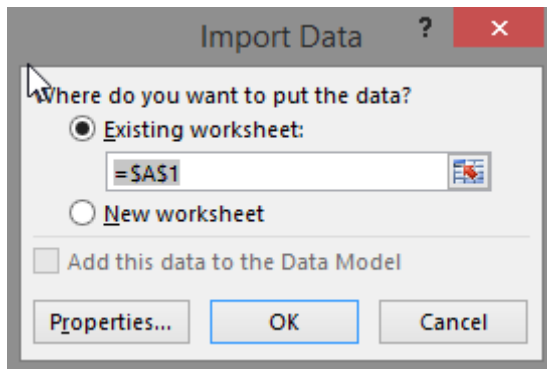 Import Data ?
Where do you want to put the data?
Existing worksheet:
=$A$1
New worksheet
Add this data to the Data Model
Properties... OK Cancel